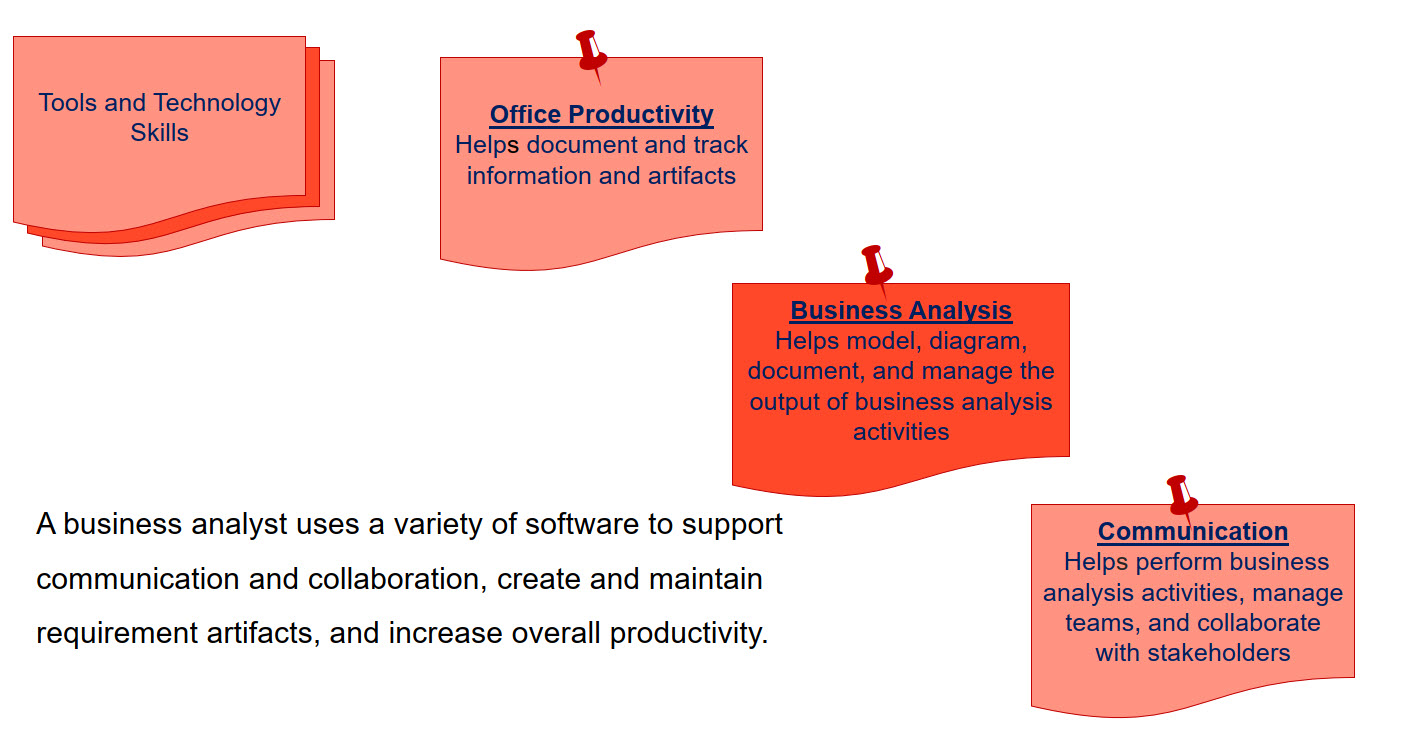 Tools and Technology
Skills
Office Productivity
Helps document and track
information and artifacts
Business Analysis
Helps model, diagram,
document, and manage the
output of business analysis
activities
A business analyst uses a variety of software to support
communication and collaboration, create and maintain
requirement artifacts, and increase overall productivity.
Communication
Helps perform business
analysis activities, manage
teams, and collaborate
with stakeholders